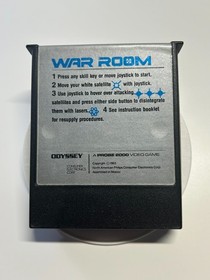 WAR ROOM
1 Press any skill key or move joystick to start.
2 Move your white satellite with joystick.
3 Use joystick to hover over attacking
satellites and press either side button to disintegrate
them with lasers. 4 See instruction booklet
for resupply procedures.
ODYSSEY A PROBE 2000 VIDEO GAME